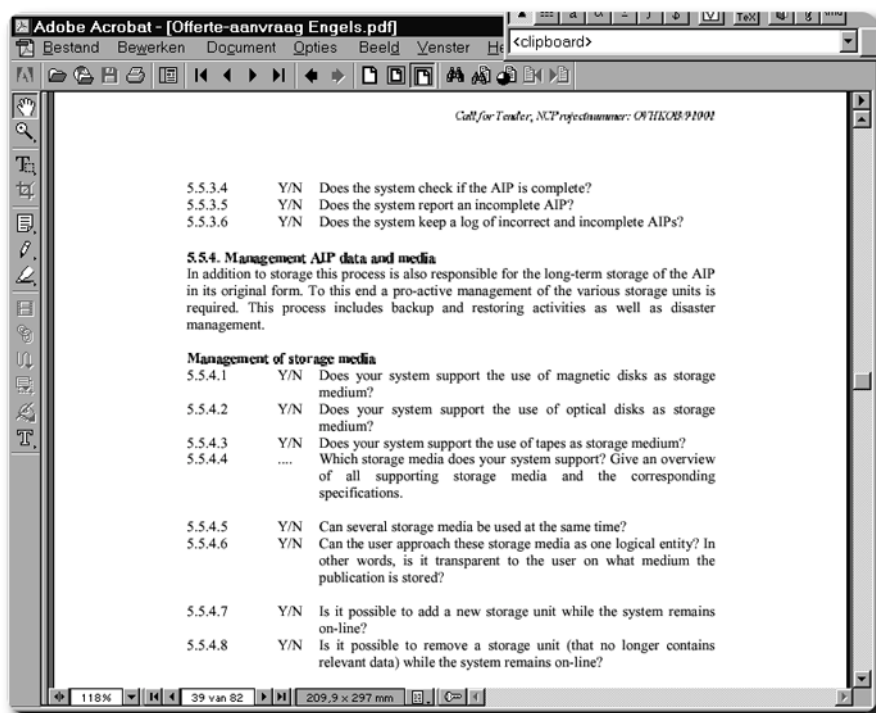 Adobe Acrobat - [Offerte-aanvraag Engels.pdf]
Bestand Bewerken Document Opties Beeld Venster He
<clipboard>
TeX
Call for Tender, NCProjectnummer: OVHKOB/91001
5.5.3.4 Y/N Does the system check if the AIP is complete?
5.5.3.5 Y/N Does the system report an incomplete AIP?
5.5.3.6 Y/N Does the system keep a log of incorrect and incomplete AIPs?
5.5.4. Management AIP data and media
In addition to storage this process is also responsible for the long-term storage of the AIP
in its original form. To this end a pro-active management of the various storage units is
required. This process includes backup and restoring activities as well as disaster
management.
Management of storage media
5.5.4.1 Y/N Does your system support the use of magnetic disks as storage
medium?
5.5.4.2 Y/N Does your system support the use of optical disks as storage
medium?
5.5.4.3 Y/N Does your system support the use of tapes as storage medium?
5.5.4.4 .... Which storage media does your system support? Give an overview
of all supporting storage media and the corresponding
specifications.
5.5.4.5 Y/N Can several storage media be used at the same time?
5.5.4.6 Y/N Can the user approach these storage media as one logical entity? In
other words, is it transparent to the user on what medium the
publication is stored?
5.5.4.7 Y/N Is it possible to add a new storage unit while the system remains
on-line?
5.5.4.8 Y/N Is it possible to remove a storage unit (that no longer contains
relevant data) while the system remains on-line?
118% 39 van 82 209,9 x 297 mm